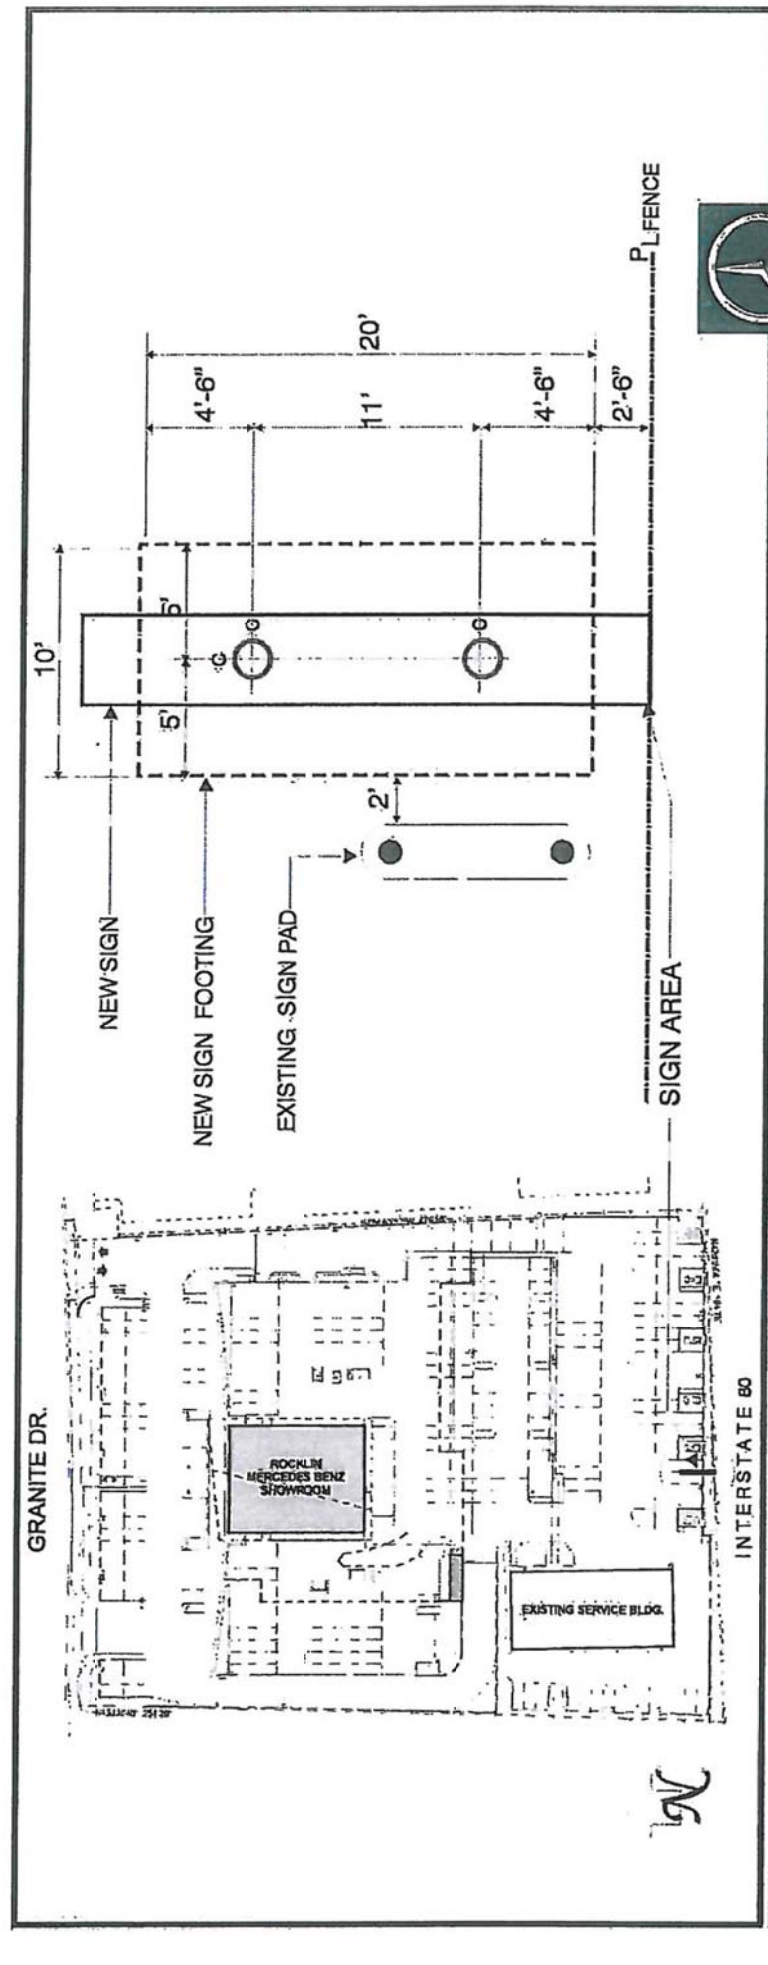 GRANITE DR.
ROCKLIN
MERCEDES BENZ
SHOWROOM
EXISTING SERVICE BLDG.
INTERSTATE 80
N
NEW SIGN
NEW SIGN FOOTING
EXISTING SIGN PAD
SIGN AREA
10'
5'
5'
2'
4'-6"
11'
4'-6"
2'-6"
20'
PL FENCE